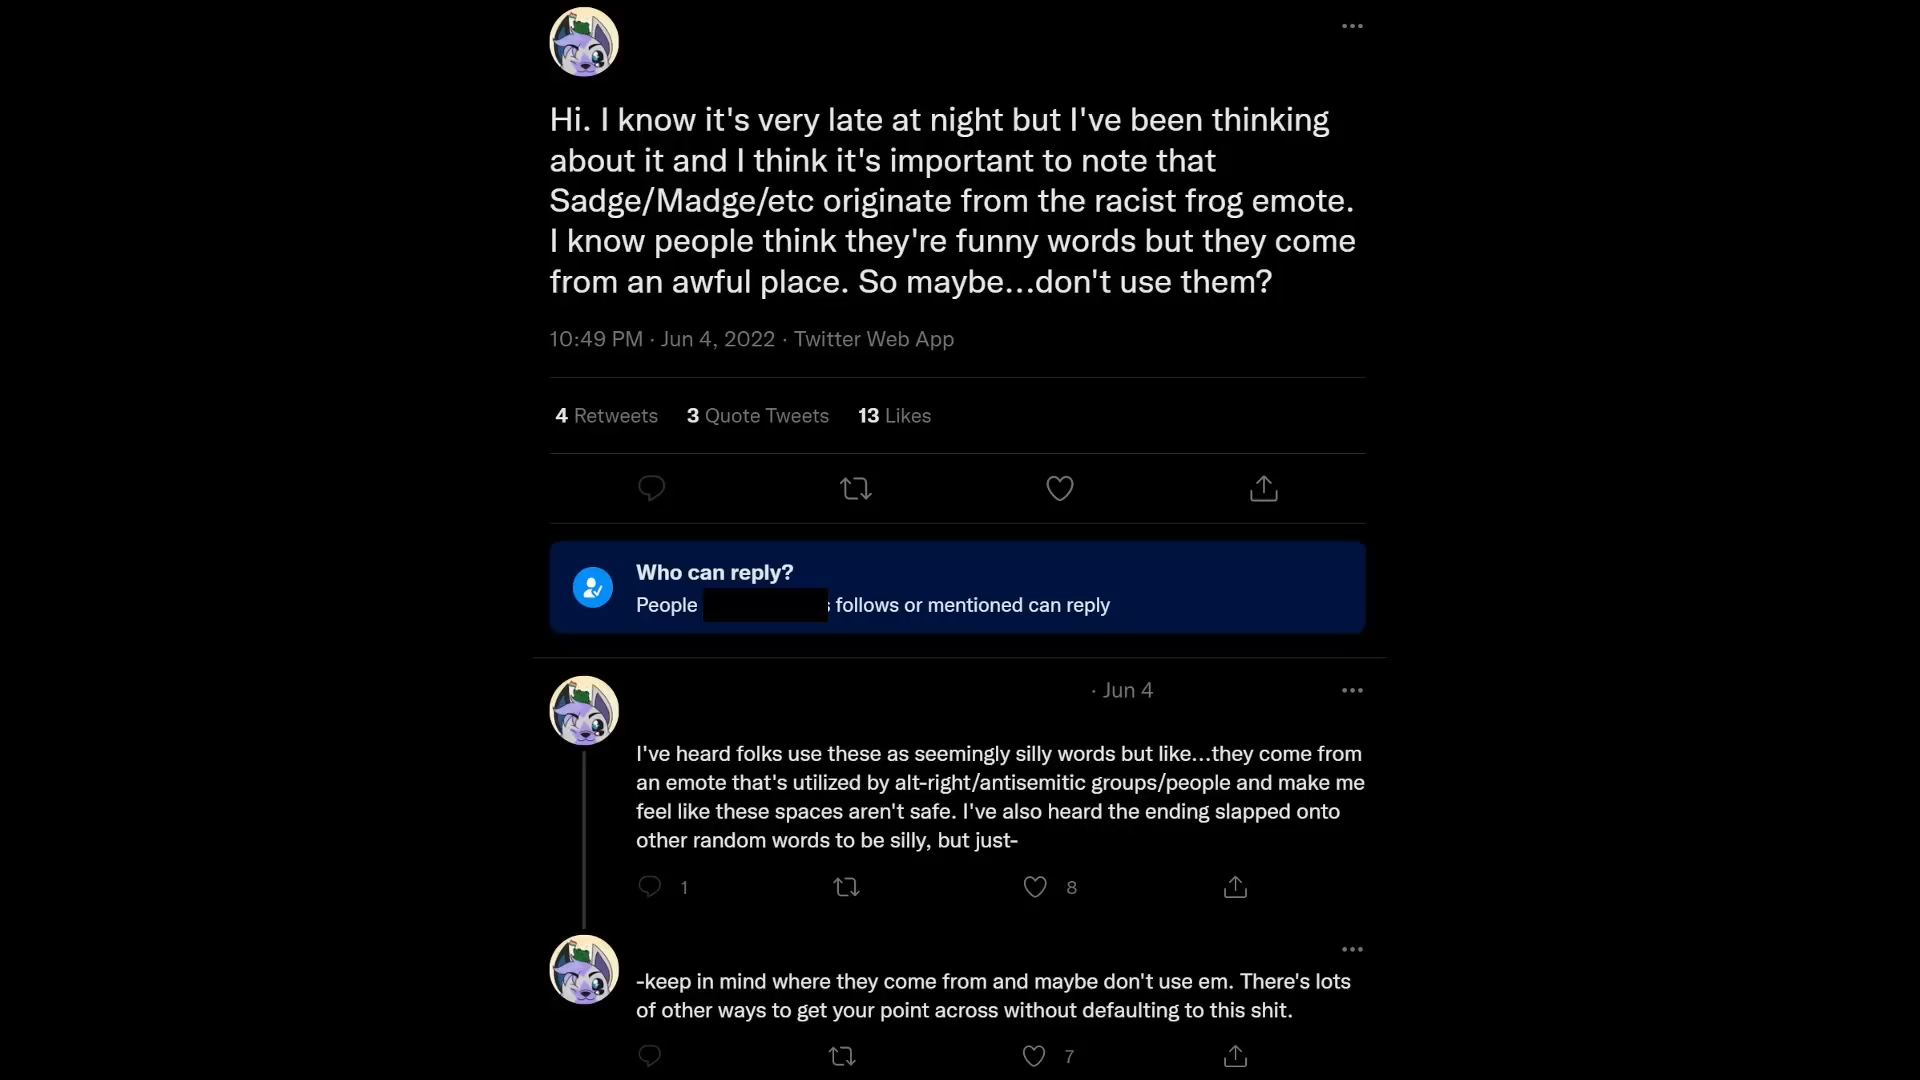 Hi. I know it's very late at night but I've been thinking
about it and I think it's important to note that
Sadge/Madge/etc originate from the racist frog emote.
I know people think they're funny words but they come
from an awful place. So maybe...don't use them?
10:49 PM · Jun 4, 2022 · Twitter Web App
4 Retweets 3 Quote Tweets 13 Likes
Who can reply?
People s follows or mentioned can reply
· Jun 4
I've heard folks use these as seemingly silly words but like...they come from
an emote that's utilized by alt-right/antisemitic groups/people and make me
feel like these spaces aren't safe. I've also heard the ending slapped onto
other random words to be silly, but just-
1 8
-keep in mind where they come from and maybe don't use em. There's lots
of other ways to get your point across without defaulting to this shit.
7